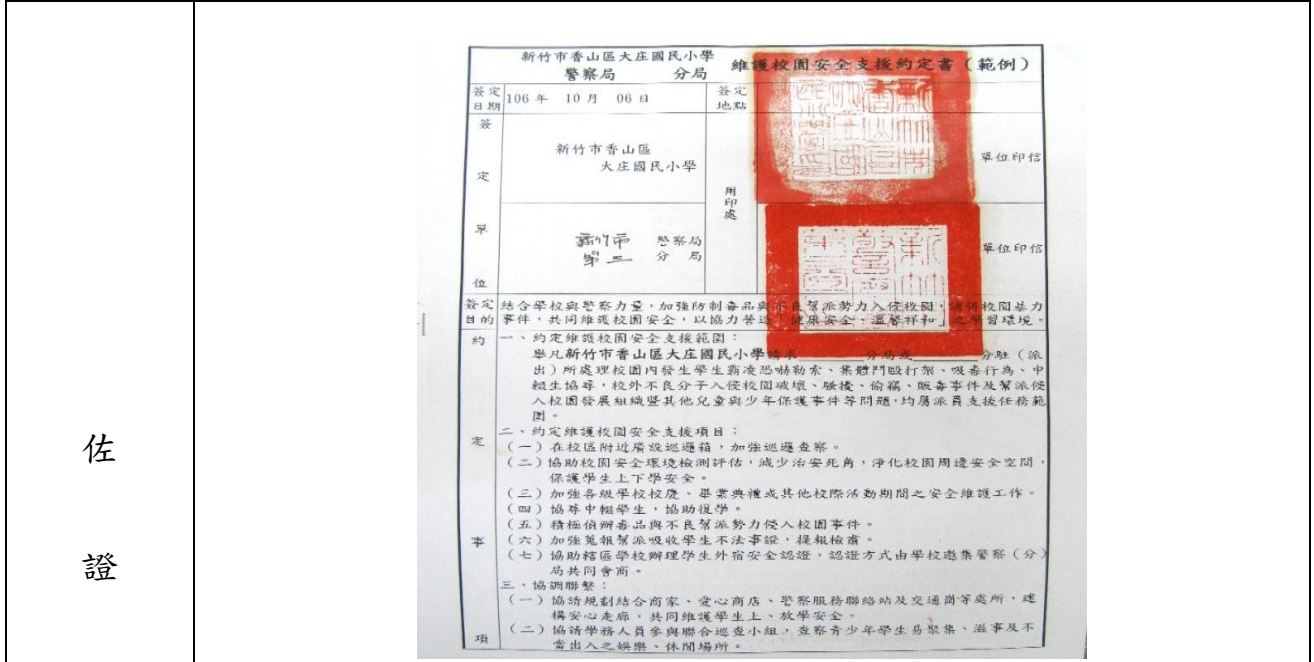 佐
證
新竹市香山區大庄國民小學
警察局 分局
維護校園安全支援約定書（範例）
簽定日期
106 年 10 月 06 日
簽定地點
簽定單位
新竹市香山區
大庄國民小學
用印處
單位印信
新竹市 警察局
第三 分局
單位印信
簽定目的
結合學校與警察力量，加強防制毒品與不良幫派勢力入侵校園，校園暴力
事件，共同維護校園安全，以協力營造「健康安全、溫馨祥和」之學習環境。
約定事項
一、約定維護校園安全支援範圍：
舉凡新竹市香山區大庄國民小學請求 分局或 分駐（派
出）所處理校園內發生學生霸凌恐嚇勒索、集體鬥毆打架、吸毒行為、中
輟生協尋，校外不良分子入侵校園破壞、騷擾、偷竊、販毒事件及幫派侵
入校園發展組織暨其他兒童與少年保護事件等問題，均屬派員支援任務範
圍。
二、約定維護校園安全支援項目：
（一）在校區附近廣設巡邏箱，加強巡邏查察。
（二）協助校園安全環境檢測評估，減少治安死角，淨化校園周邊安全空間，
保護學生上下學安全。
（三）加強各級學校校慶、畢業典禮或其他校際活動期間之安全維護工作。
（四）協尋中輟學生，協助復學。
（五）積極偵辦毒品與不良幫派勢力侵入校園事件。
（六）加強蒐報幫派吸收學生不法事證，提報檢肅。
（七）協助轄區學校辦理學生外宿安全認證，認證方式由學校邀集警察（分）
局共同會商。
三、協調聯繫：
（一）協請規劃結合商家、愛心商店、警察服務聯絡站及交通崗等處所，建
構安心走廊，共同維護學生上、放學安全。
（二）協請學務人員參與聯合巡查小組，查察青少年學生易聚集、滋事及不
當出入之娛樂、休閒場所。